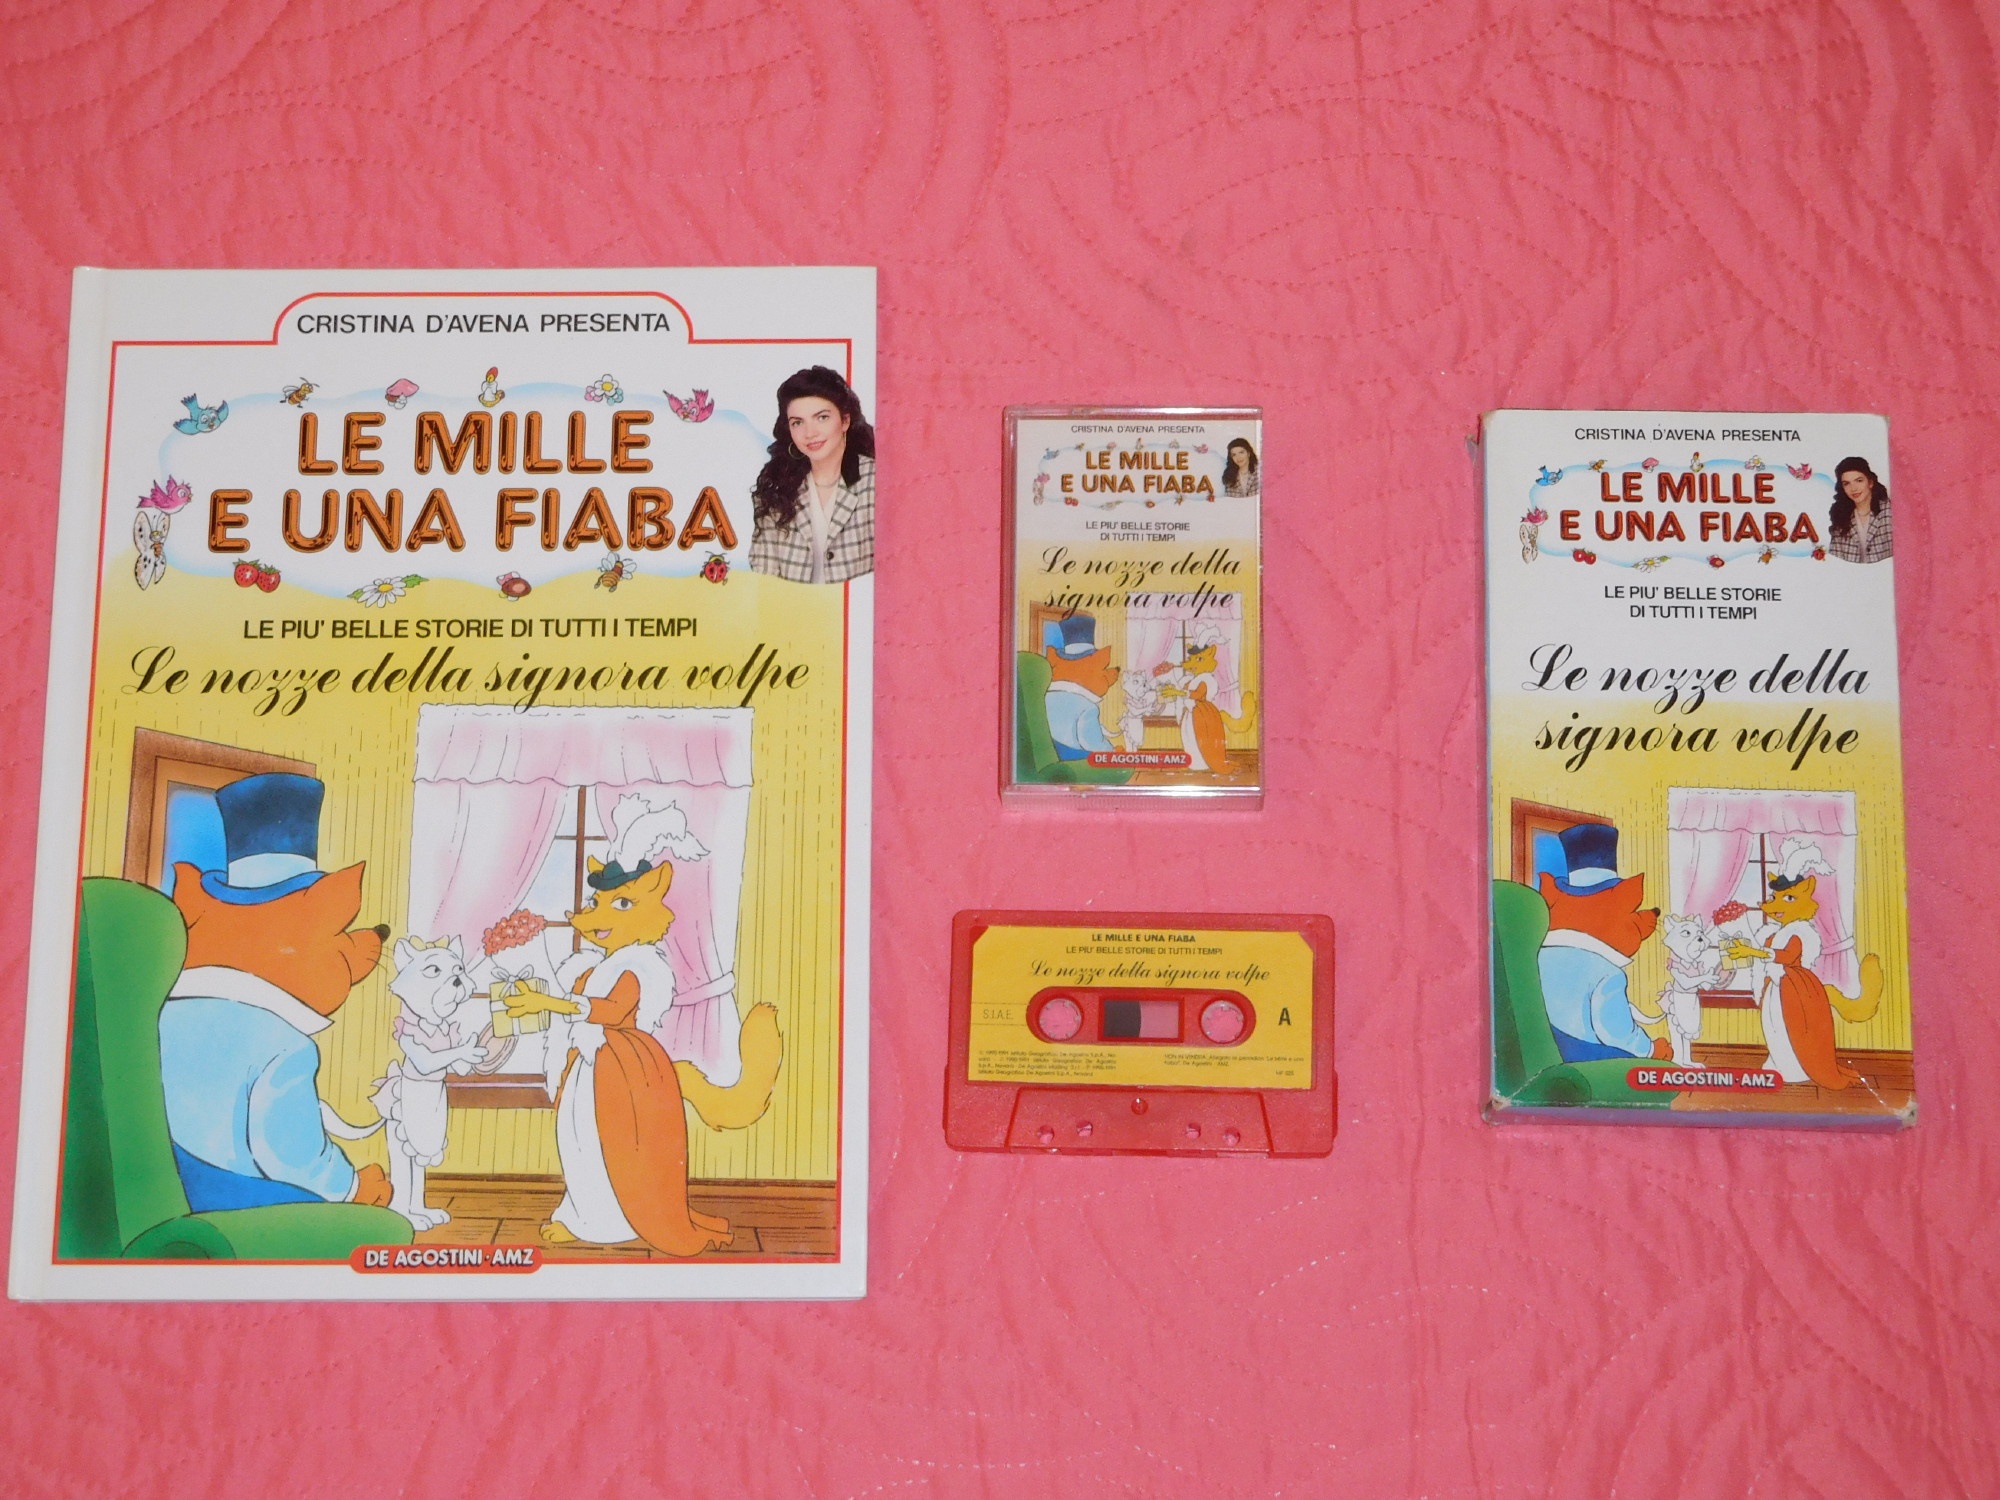 CRISTINA D'AVENA PRESENTA
LE MILLE
E UNA FIABA
LE PIU' BELLE STORIE DI TUTTI I TEMPI
Le nozze della signora volpe
DE AGOSTINI·AMZ
CRISTINA D'AVENA PRESENTA
LE MILLE
E UNA FIABA
LE PIU' BELLE STORIE
DI TUTTI I TEMPI
Le nozze della
signora volpe
DE AGOSTINI·AMZ
LE MILLE E UNA FIABA
LE PIU' BELLE STORIE DI TUTTI I TEMPI
Le nozze della signora volpe
S.I.A.E.
A
CRISTINA D'AVENA PRESENTA
LE MILLE
E UNA FIABA
LE PIU' BELLE STORIE
DI TUTTI I TEMPI
Le nozze della
signora volpe
DE AGOSTINI·AMZ